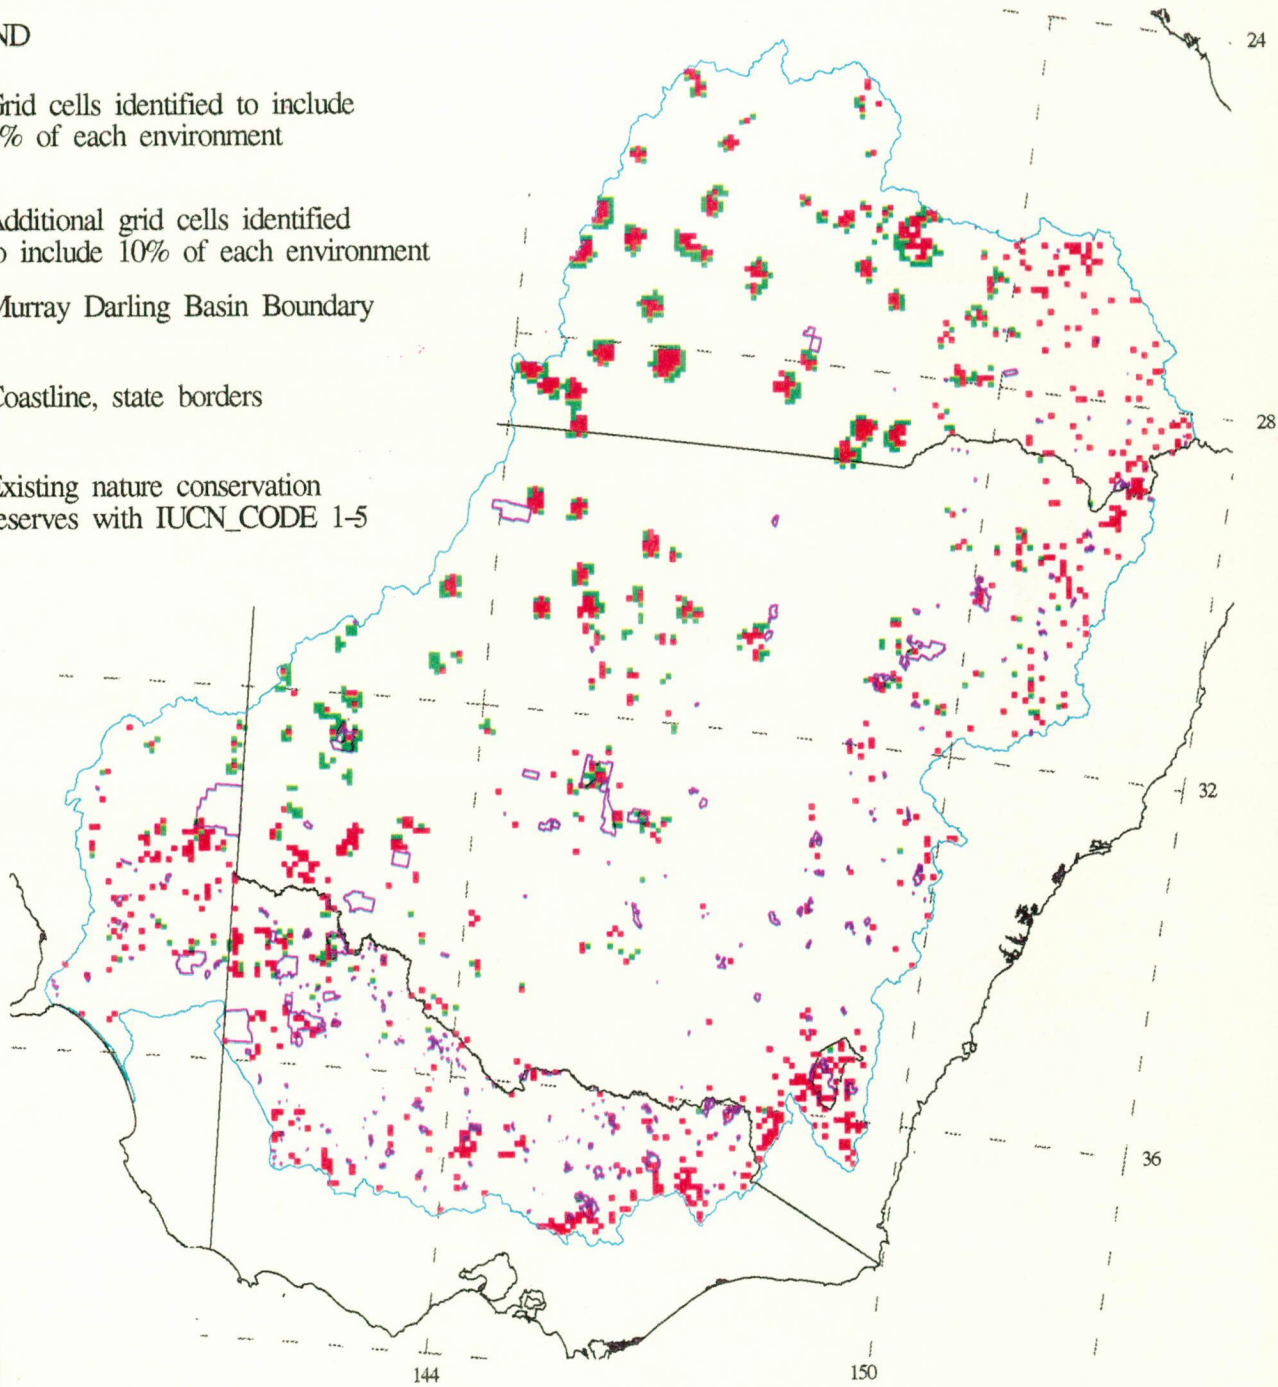 ND
Grid cells identified to include
% of each environment
Additional grid cells identified
o include 10% of each environment
Murray Darling Basin Boundary
Coastline, state borders
Existing nature conservation
eserves with IUCN_CODE 1-5
24
28
32
36
144
150